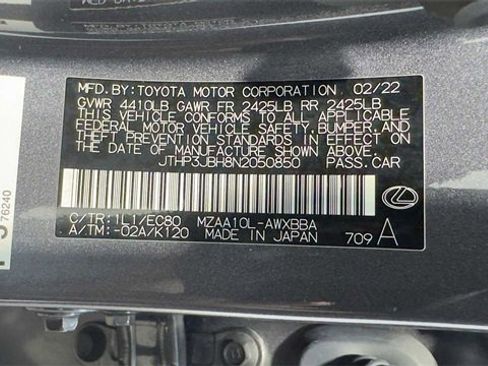 MFD.BY:TOYOTA MOTOR CORPORATION 02/22
GVWR 4410LB GAWR FR 2425LB RR 2425LB
THIS VEHICLE CONFORMS TO ALL APPLICABLE
FEDERAL MOTOR VEHICLE SAFETY, BUMPER, AND
THEFT PREVENTION STANDARDS IN EFFECT ON
THE DATE OF MANUFACTURE SHOWN ABOVE.
JTHP3JBH8N2050850 PASS.CAR
C/TR:1L1/EC80 MZAA10L-AWXBBA
A/TM:-02A/K120 MADE IN JAPAN 709 A
76240